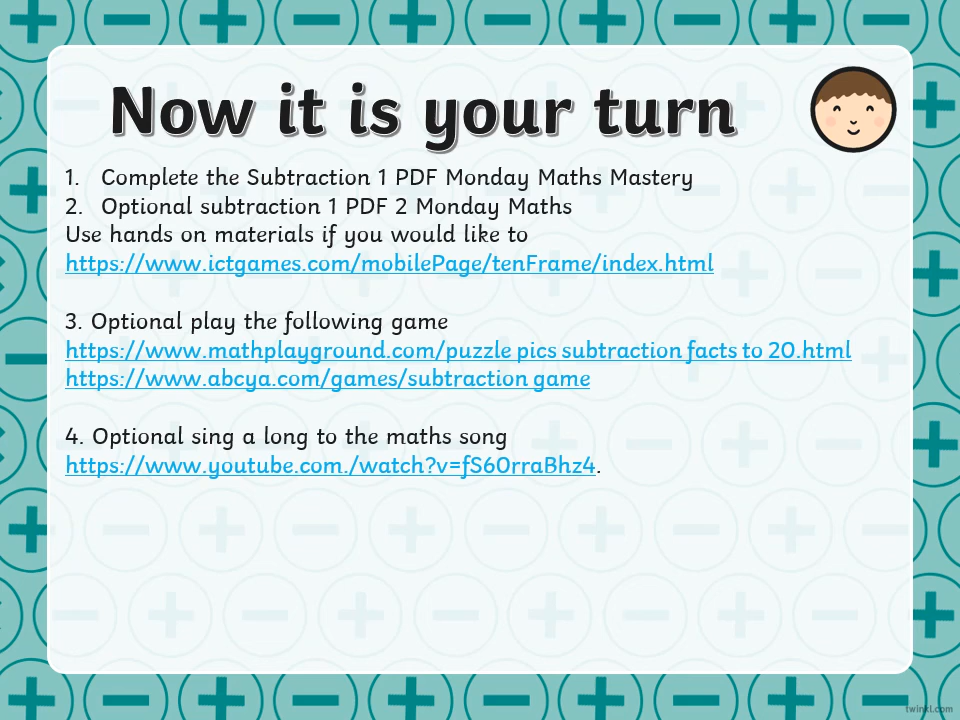 Now it is your turn
1. Complete the Subtraction 1 PDF Monday Maths Mastery
2. Optional subtraction 1 PDF 2 Monday Maths
Use hands on materials if you would like to
https://www.ictgames.com/mobilePage/tenFrame/index.html
3. Optional play the following game
https://www.mathplayground.com/puzzle pics subtraction facts to 20.html
https://www.abcya.com/games/subtraction game
4. Optional sing a long to the maths song
https://www.youtube.com./watch?v=fS60rraBhz4.
twinkl.com